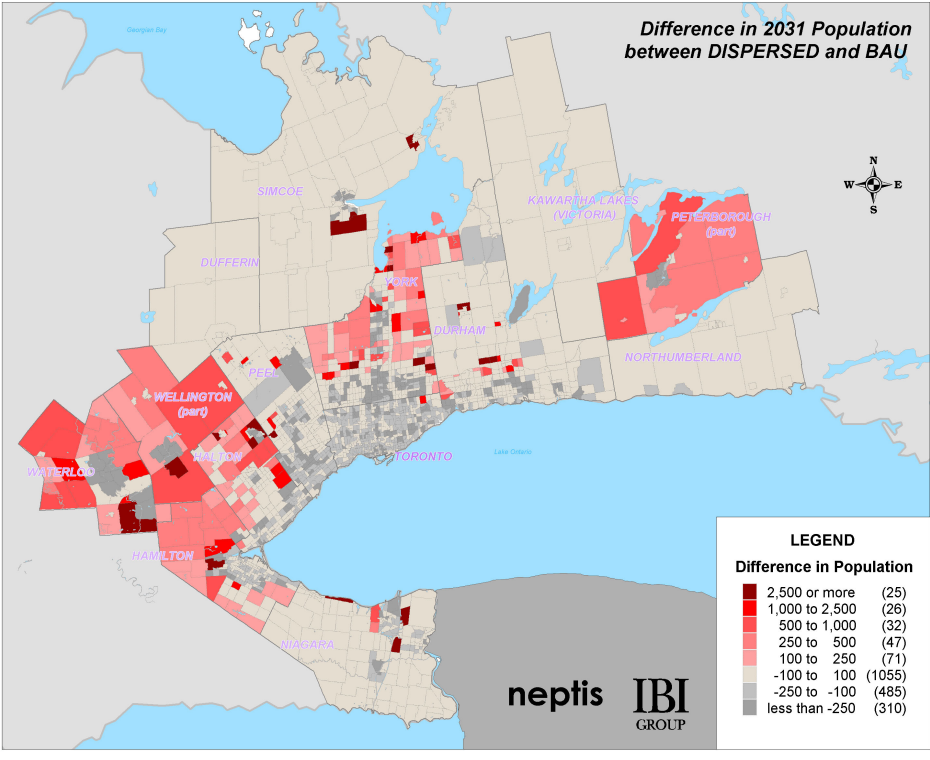 Difference in 2031 Population
between DISPERSED and BAU
Georgian Bay
N
W E
S
SIMCOE
KAWARTHA LAKES
(VICTORIA)
PETERBOROUGH
(part)
DUFFERIN
YORK
DURHAM
NORTHUMBERLAND
PEEL
WELLINGTON
(part)
HALTON
TORONTO
Lake Ontario
WATERLOO
HAMILTON
NIAGARA
LEGEND
Difference in Population
2,500 or more (25)
1,000 to 2,500 (26)
500 to 1,000 (32)
250 to 500 (47)
100 to 250 (71)
-100 to 100 (1055)
-250 to -100 (485)
less than -250 (310)
neptis
IBI
GROUP